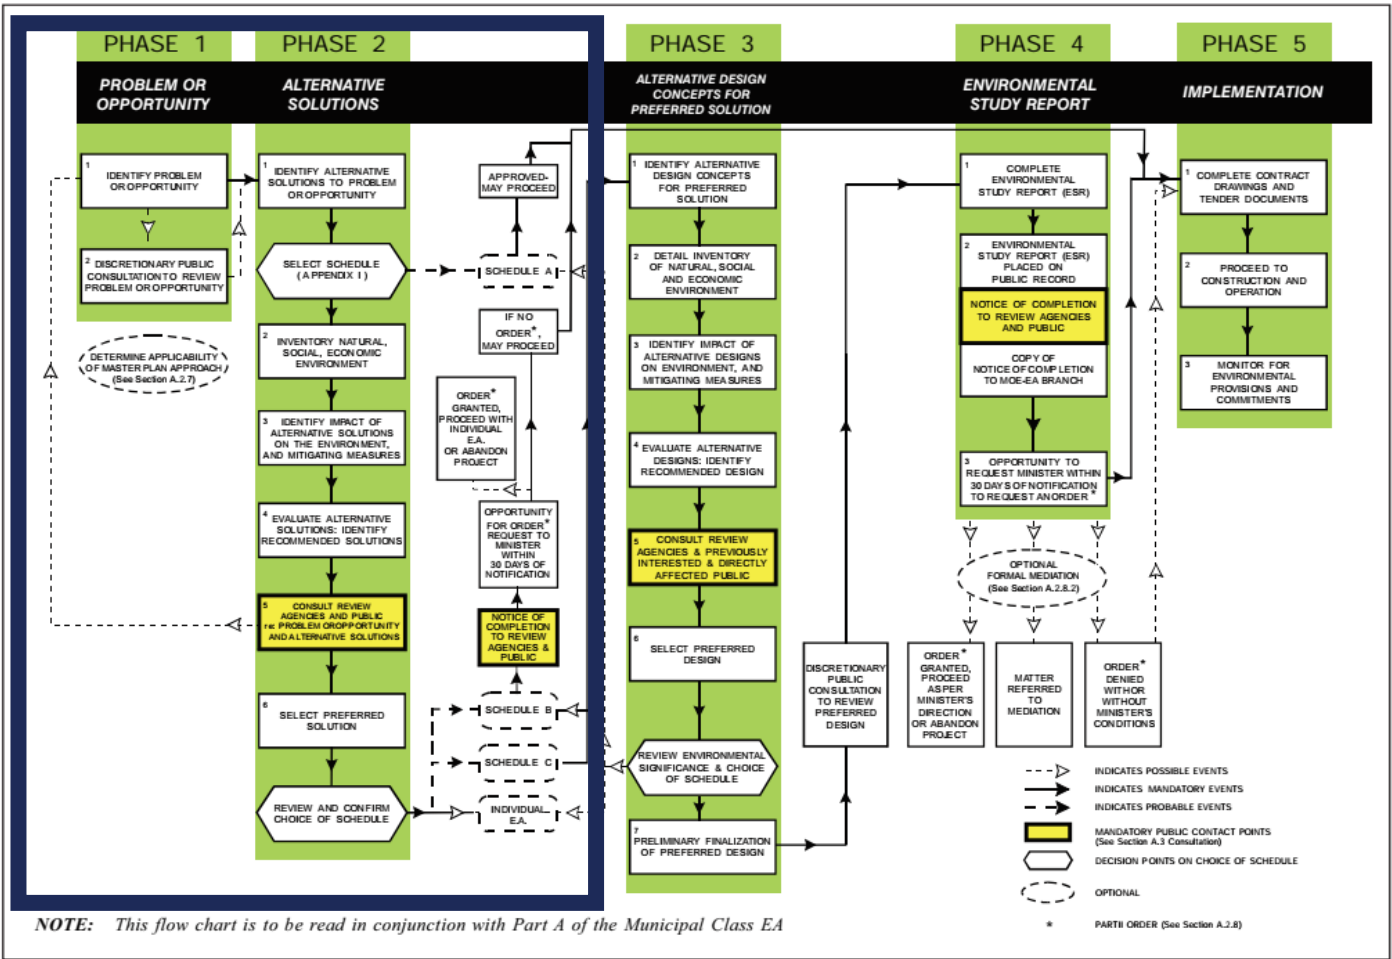 PHASE 1
PROBLEM OR
OPPORTUNITY
1
IDENTIFY PROBLEM
OR OPPORTUNITY
2 DISCRETIONARY PUBLIC
CONSULTATION TO REVIEW
PROBLEM OR OPPORTUNITY
DETERMINE APPLICABILITY
OF MASTER PLAN APPROACH
(See Section A.2.7)
PHASE 2
ALTERNATIVE
SOLUTIONS
1
IDENTIFY ALTERNATIVE
SOLUTIONS TO PROBLEM
OR OPPORTUNITY
SELECT SCHEDULE
(APPENDIX I)
2
INVENTORY NATURAL,
SOCIAL, ECONOMIC
ENVIRONMENT
3 IDENTIFY IMPACT OF
ALTERNATIVE SOLUTIONS
ON THE ENVIRONMENT,
AND MITIGATING MEASURES
4
EVALUATE ALTERNATIVE
SOLUTIONS: IDENTIFY
RECOMMENDED SOLUTIONS
5
CONSULT REVIEW
AGENCIES AND PUBLIC
re: PROBLEM OR OPPORTUNITY
AND ALTERNATIVE SOLUTIONS
6
SELECT PREFERRED
SOLUTION
REVIEW AND CONFIRM
CHOICE OF SCHEDULE
APPROVED-
MAY PROCEED
SCHEDULE A
IF NO
ORDER*,
MAY PROCEED
ORDER*
GRANTED,
PROCEED WITH
INDIVIDUAL
E.A.
OR ABANDON
PROJECT
OPPORTUNITY
FOR ORDER*
REQUEST TO
MINISTER
WITHIN
30 DAYS OF
NOTIFICATION
NOTICE OF
COMPLETION
TO REVIEW
AGENCIES &
PUBLIC
SCHEDULE B
SCHEDULE C
INDIVIDUAL
E.A.
PHASE 3
ALTERNATIVE DESIGN
CONCEPTS FOR
PREFERRED SOLUTION
1 IDENTIFY ALTERNATIVE
DESIGN CONCEPTS
FOR PREFERRED
SOLUTION
2 DETAIL INVENTORY
OF NATURAL, SOCIAL
AND ECONOMIC
ENVIRONMENT
3 IDENTIFY IMPACT OF
ALTERNATIVE DESIGNS
ON ENVIRONMENT, AND
MITIGATING MEASURES
4 EVALUATE ALTERNATIVE
DESIGNS: IDENTIFY
RECOMMENDED DESIGN
5 CONSULT REVIEW
AGENCIES & PREVIOUSLY
INTERESTED & DIRECTLY
AFFECTED PUBLIC
6
SELECT PREFERRED
DESIGN
REVIEW ENVIRONMENTAL
SIGNIFICANCE & CHOICE
OF SCHEDULE
7
PRELIMINARY FINALIZATION
OF PREFERRED DESIGN
DISCRETIONARY
PUBLIC
CONSULTATION
TO REVIEW
PREFERRED
DESIGN
PHASE 4
ENVIRONMENTAL
STUDY REPORT
1
COMPLETE
ENVIRONMENTAL
STUDY REPORT (ESR)
2 ENVIRONMENTAL
STUDY REPORT (ESR)
PLACED ON
PUBLIC RECORD
NOTICE OF COMPLETION
TO REVIEW AGENCIES
AND PUBLIC
COPY OF
NOTICE OF COMPLETION
TO MOE-EA BRANCH
3 OPPORTUNITY TO
REQUEST MINISTER WITHIN
30 DAYS OF NOTIFICATION
TO REQUEST AN ORDER*
OPTIONAL
FORMAL MEDIATION
(See Section A.2.8.2)
ORDER*
GRANTED,
PROCEED
AS PER
MINISTER'S
DIRECTION
OR ABANDON
PROJECT
MATTER
REFERRED
TO
MEDIATION
ORDER*
DENIED
WITH OR
WITHOUT
MINISTER'S
CONDITIONS
PHASE 5
IMPLEMENTATION
1
COMPLETE CONTRACT
DRAWINGS AND
TENDER DOCUMENTS
2
PROCEED TO
CONSTRUCTION AND
OPERATION
3 MONITOR FOR
ENVIRONMENTAL
PROVISIONS AND
COMMITMENTS
INDICATES POSSIBLE EVENTS
INDICATES MANDATORY EVENTS
INDICATES PROBABLE EVENTS
MANDATORY PUBLIC CONTACT POINTS
(See Section A.3 Consultation)
DECISION POINTS ON CHOICE OF SCHEDULE
OPTIONAL
* PART II ORDER (See Section A.2.8)
NOTE: This flow chart is to be read in conjunction with Part A of the Municipal Class EA